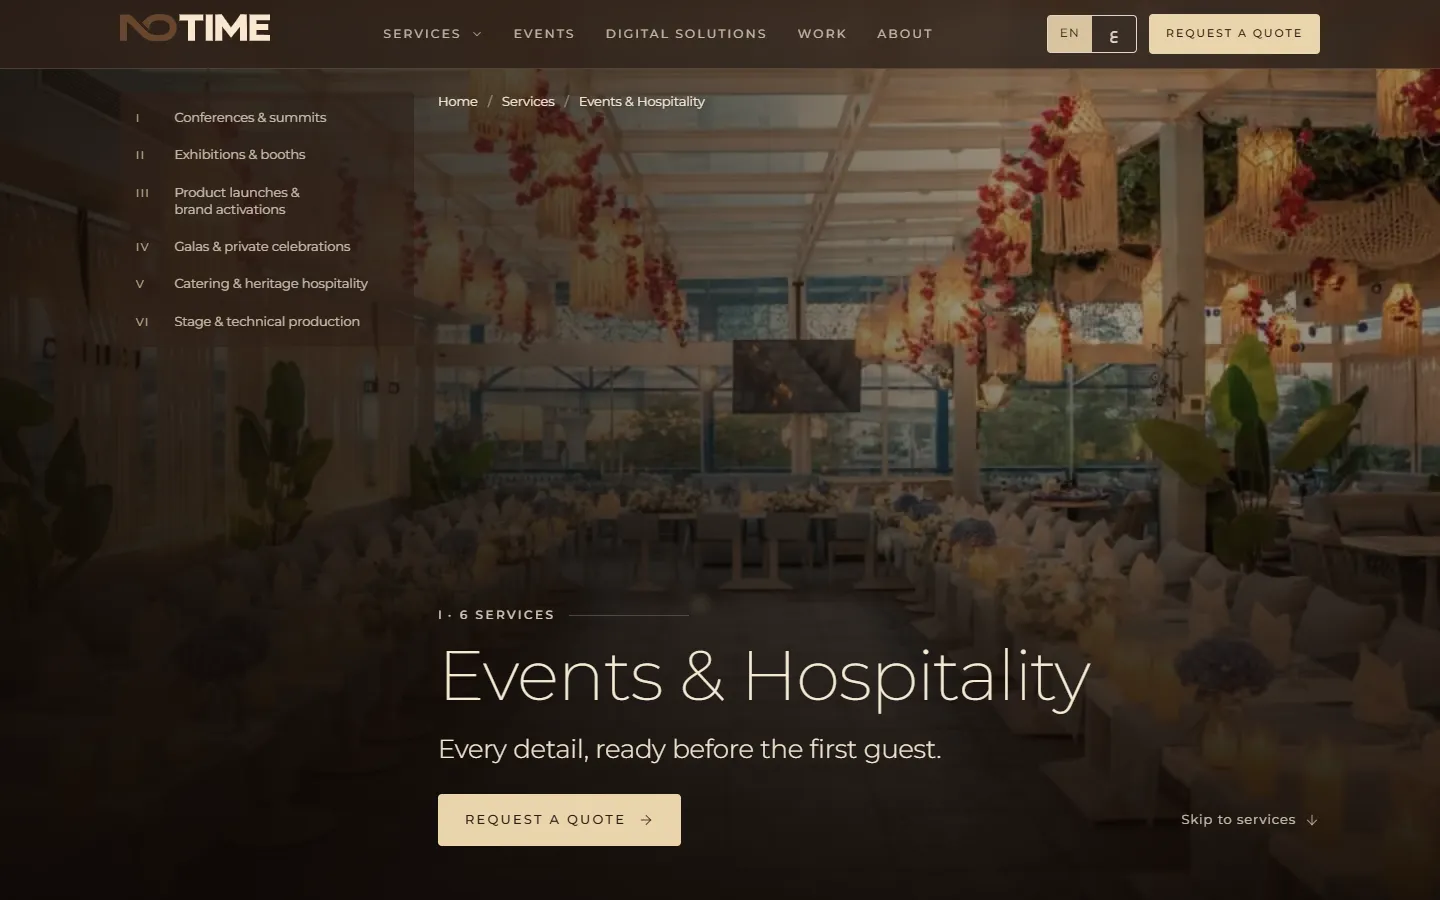 NOTIME
SERVICES
EVENTS
DIGITAL SOLUTIONS
WORK
ABOUT
EN
ع
REQUEST A QUOTE
Home / Services / Events & Hospitality
I Conferences & summits
II Exhibitions & booths
III Product launches &
brand activations
IV Galas & private celebrations
V Catering & heritage hospitality
VI Stage & technical production
I · 6 SERVICES
Events & Hospitality
Every detail, ready before the first guest.
REQUEST A QUOTE →
Skip to services ↓